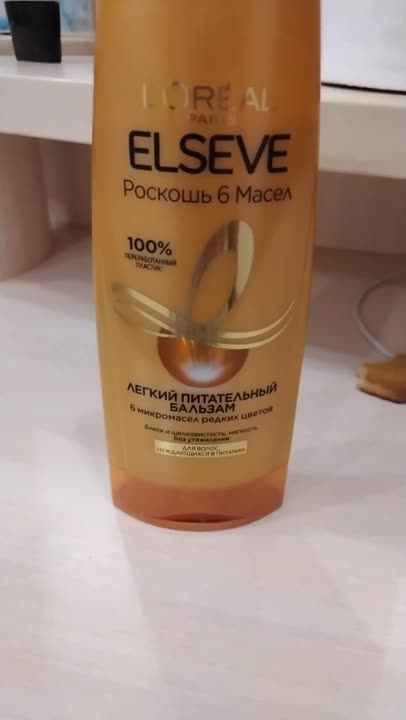 L'ORÉAL
PARIS
ELSEVE
Роскошь 6 Масел
100%
ПЕРЕРАБОТАННЫЙ
ПЛАСТИК
ЛЕГКИЙ ПИТАТЕЛЬНЫЙ
БАЛЬЗАМ
6 микромасел редких цветов
Блеск и шелковистость, мягкость
Без утяжеления
ДЛЯ ВОЛОС,
НУЖДАЮЩИХСЯ В ПИТАНИИ